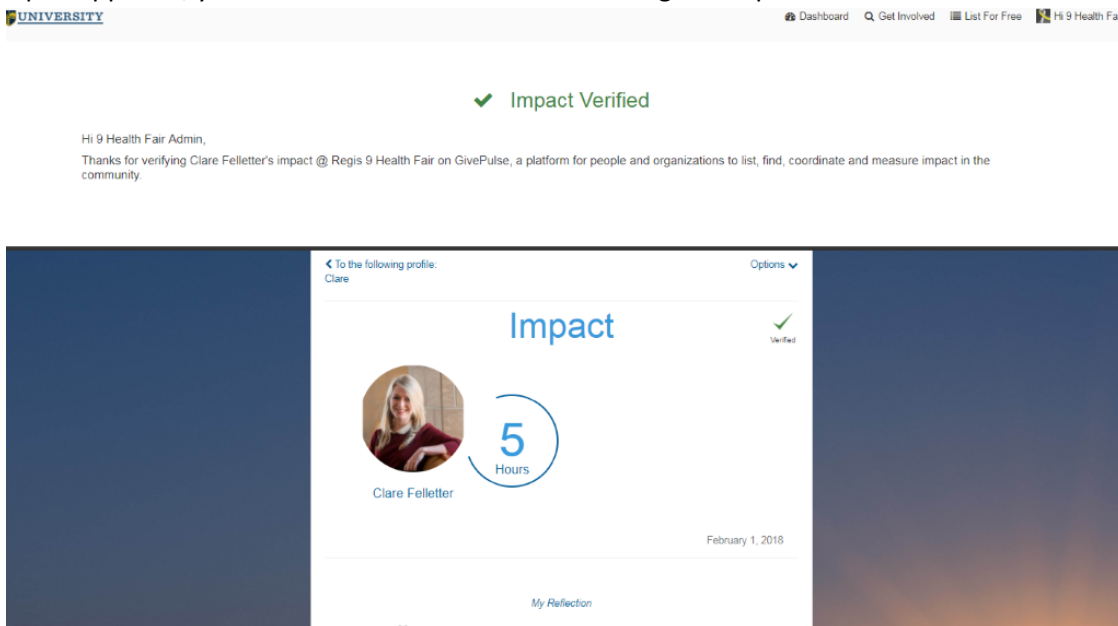 UNIVERSITY
Dashboard Get Involved List For Free Hi 9 Health Fa
Impact Verified
Hi 9 Health Fair Admin,
Thanks for verifying Clare Felletter's impact @ Regis 9 Health Fair on GivePulse, a platform for people and organizations to list, find, coordinate and measure impact in the
community.
To the following profile: Options
Clare
Impact
Verified
5
Hours
Clare Felletter
February 1, 2018
My Reflection